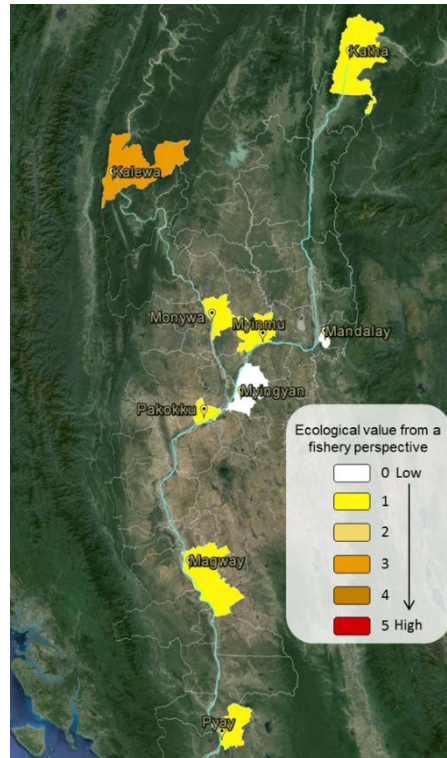 Katha
Kalewa
Monywa
Myinmu
Mandalay
Myingyan
Pakokku
Ecological value from a
fishery perspective
0 Low
1
2
3
4
5 High
Magway
Pyay